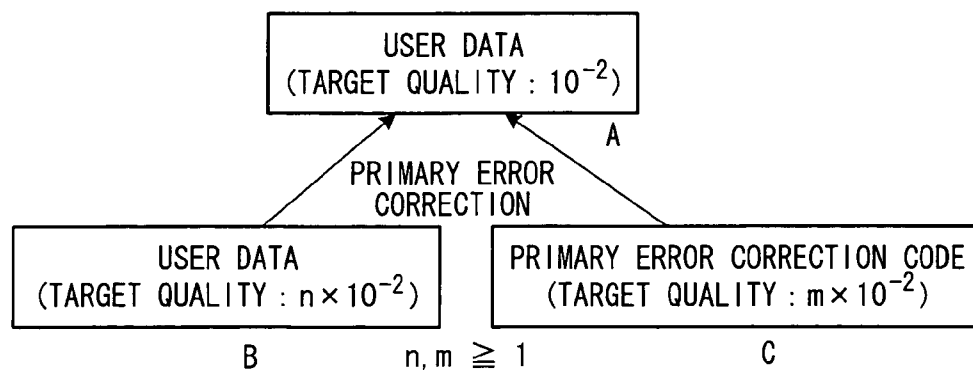 USER DATA
(TARGET QUALITY : 10⁻²)
A
PRIMARY ERROR
CORRECTION
USER DATA
(TARGET QUALITY : n×10⁻²)
PRIMARY ERROR CORRECTION CODE
(TARGET QUALITY : m×10⁻²)
B
n, m ≧ 1
C